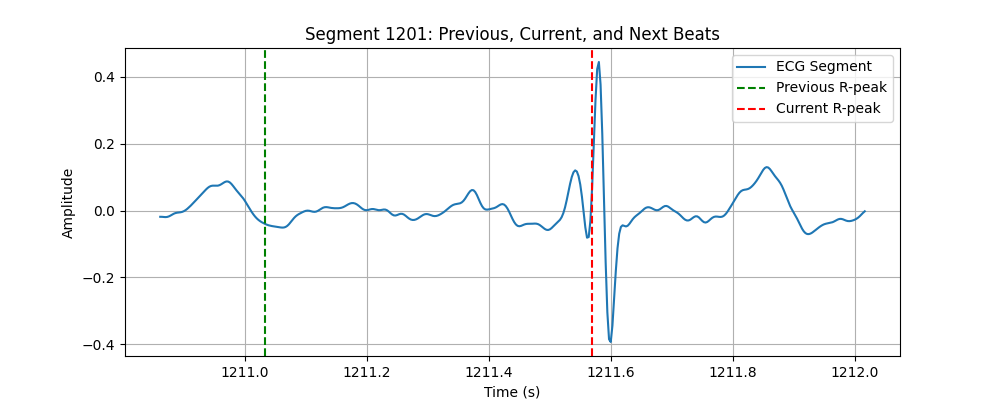 Segment 1201: Previous, Current, and Next Beats
ECG Segment
Previous R-peak
Current R-peak
Amplitude
0.4
0.2
0.0
−0.2
−0.4
1211.0 1211.2 1211.4 1211.6 1211.8 1212.0
Time (s)